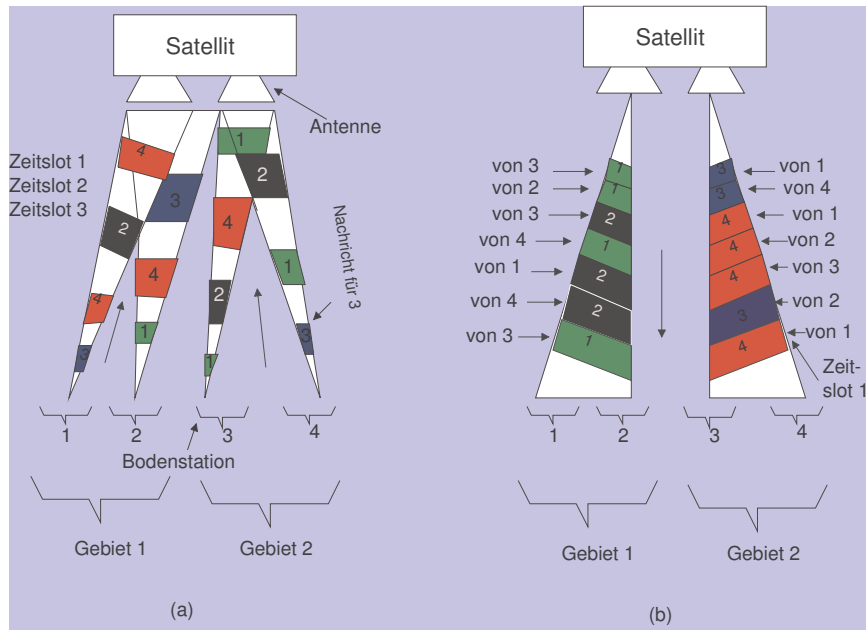 Satellit
Antenne
Zeitslot 1
Zeitslot 2
Zeitslot 3
4
3
2
4
4
1
3
1
2
4
1
2
3
1
Nachricht für 3
1
2
3
4
Bodenstation
Gebiet 1
Gebiet 2
(a)
Satellit
von 3
von 2
von 3
von 4
von 1
von 4
von 3
1
1
2
1
2
2
1
3
3
4
4
4
3
4
von 1
von 4
von 1
von 2
von 3
von 2
von 1
Zeit-
slot 1
1
2
3
4
Gebiet 1
Gebiet 2
(b)